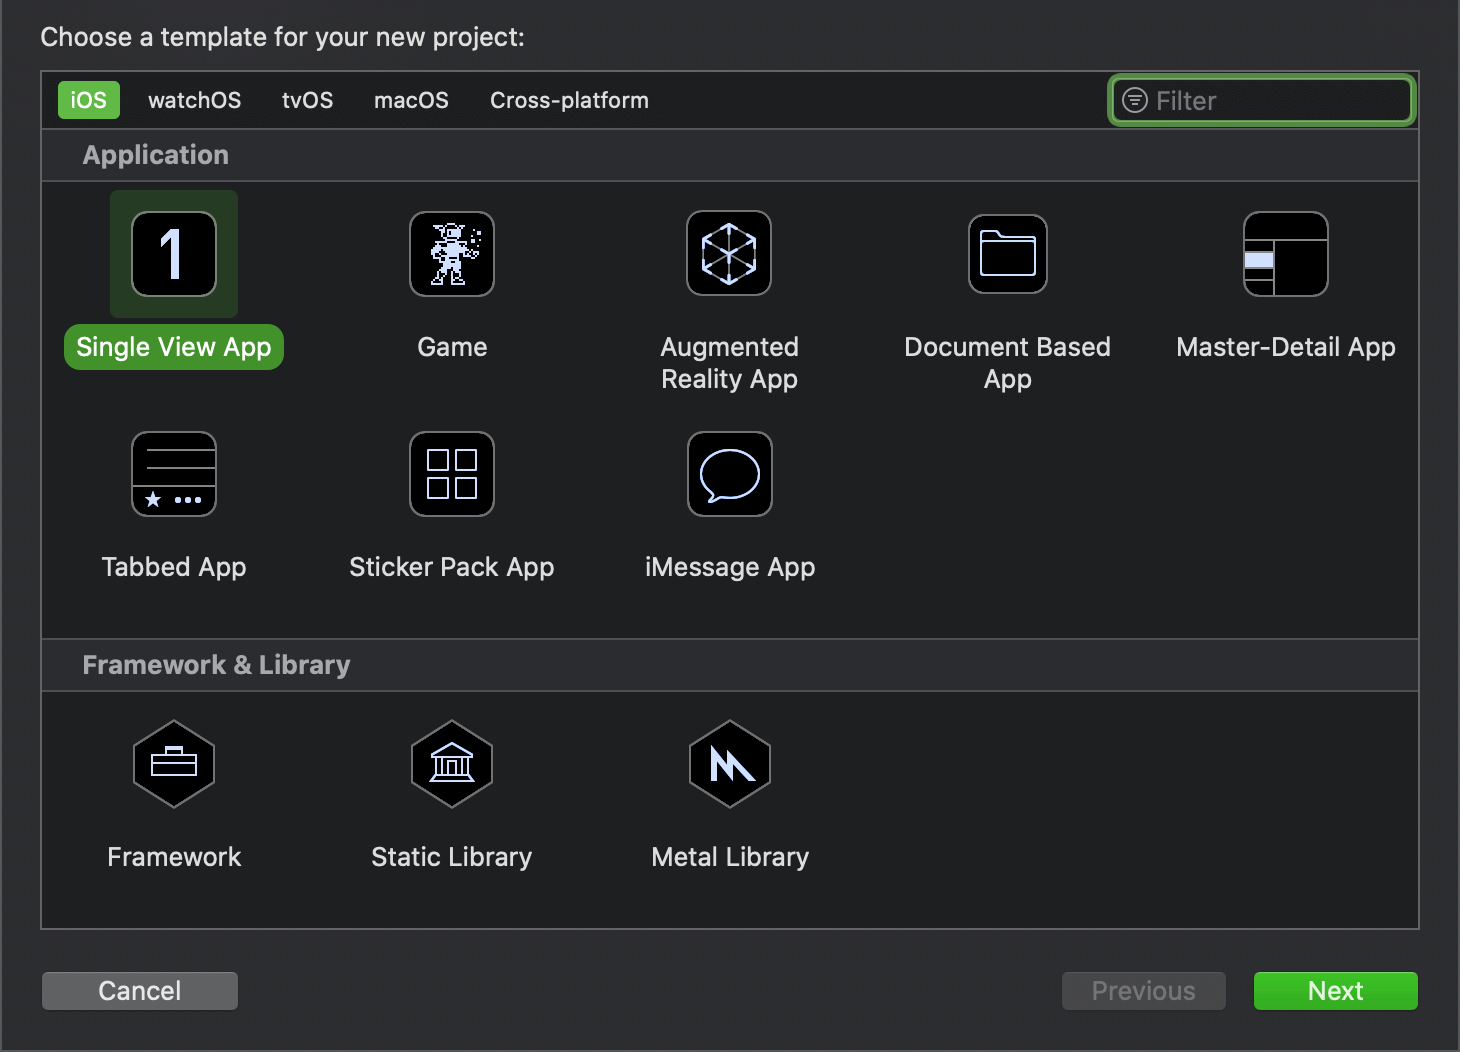 Choose a template for your new project:
iOS watchOS tvOS macOS Cross-platform Filter
Application
1
Single View App Game Augmented Reality App Document Based App Master-Detail App
Tabbed App Sticker Pack App iMessage App
Framework & Library
Framework Static Library Metal Library
Cancel Previous Next